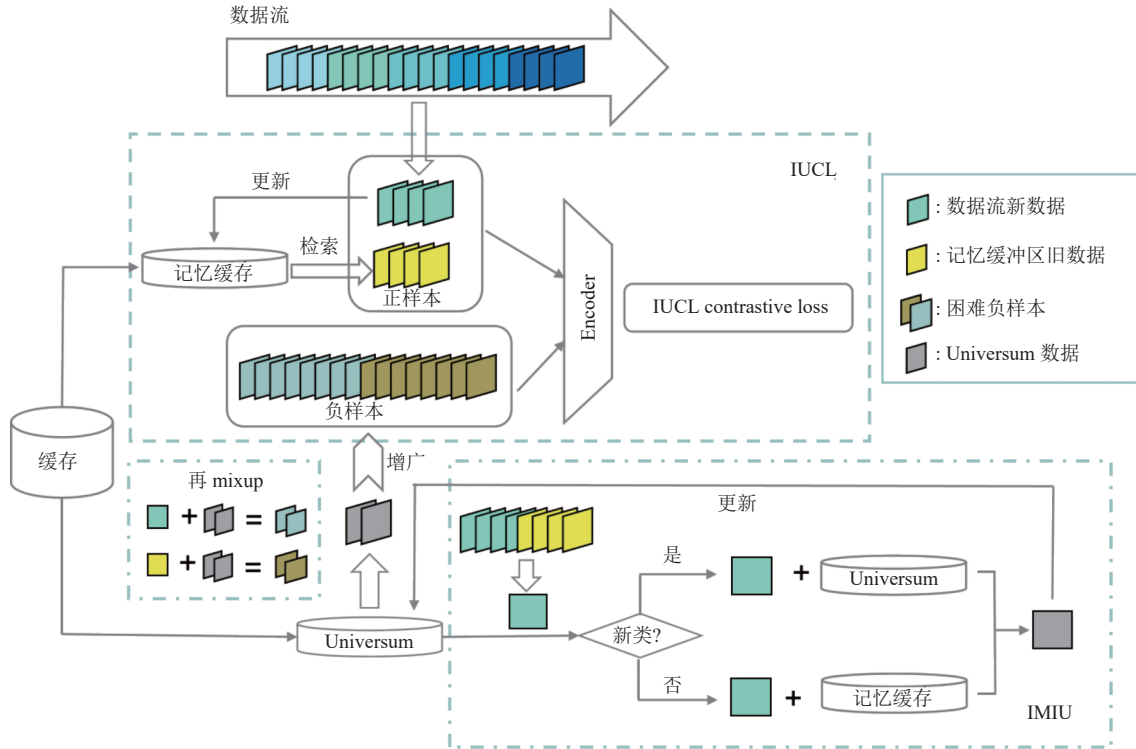 数据流
IUCL
更新
检索
记忆缓存
正样本
Encoder
IUCL contrastive loss
: 数据流新数据
: 记忆缓冲区旧数据
: 困难负样本
: Universum 数据
负样本
缓存
增广
再 mixup
+ =
+ =
更新
是
+
Universum
Universum
新类?
否
+
记忆缓存
IMIU